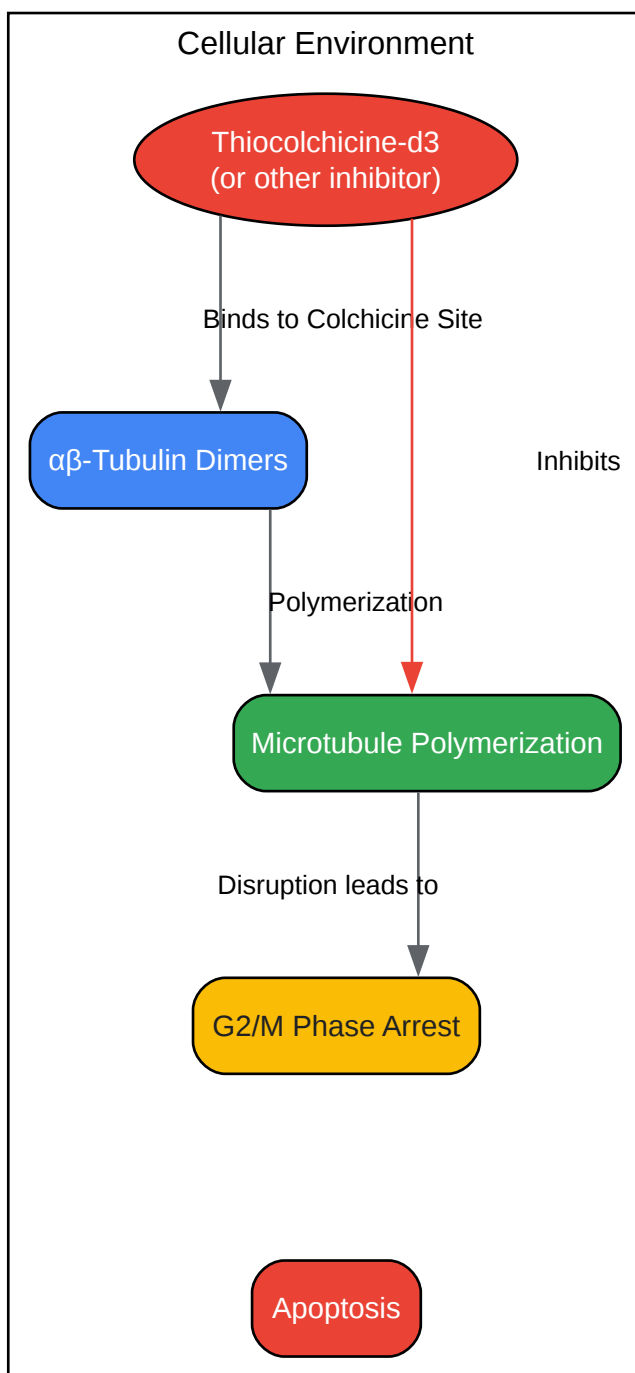 Cellular Environment
Thiocolchicine-d3
(or other inhibitor)
Binds to Colchicine Site
αβ-Tubulin Dimers
Inhibits
Polymerization
Microtubule Polymerization
Disruption leads to
G2/M Phase Arrest
Apoptosis